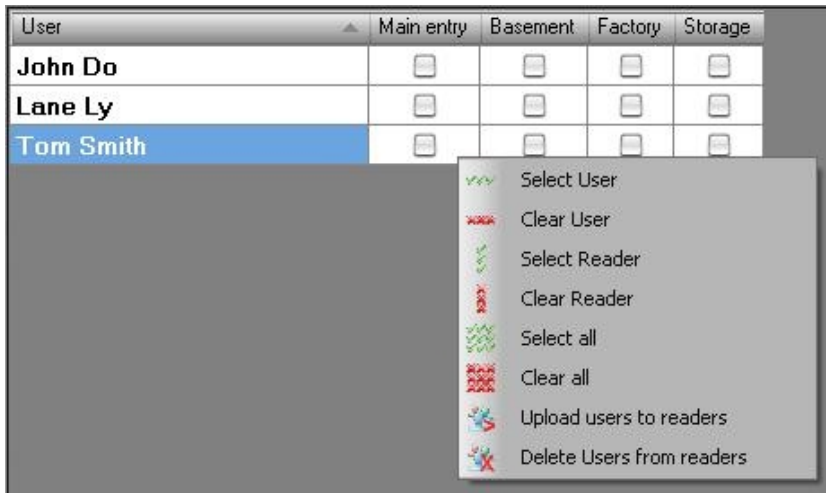 User Main entry Basement Factory Storage
John Do
Lane Ly
Tom Smith
Select User
Clear User
Select Reader
Clear Reader
Select all
Clear all
Upload users to readers
Delete Users from readers